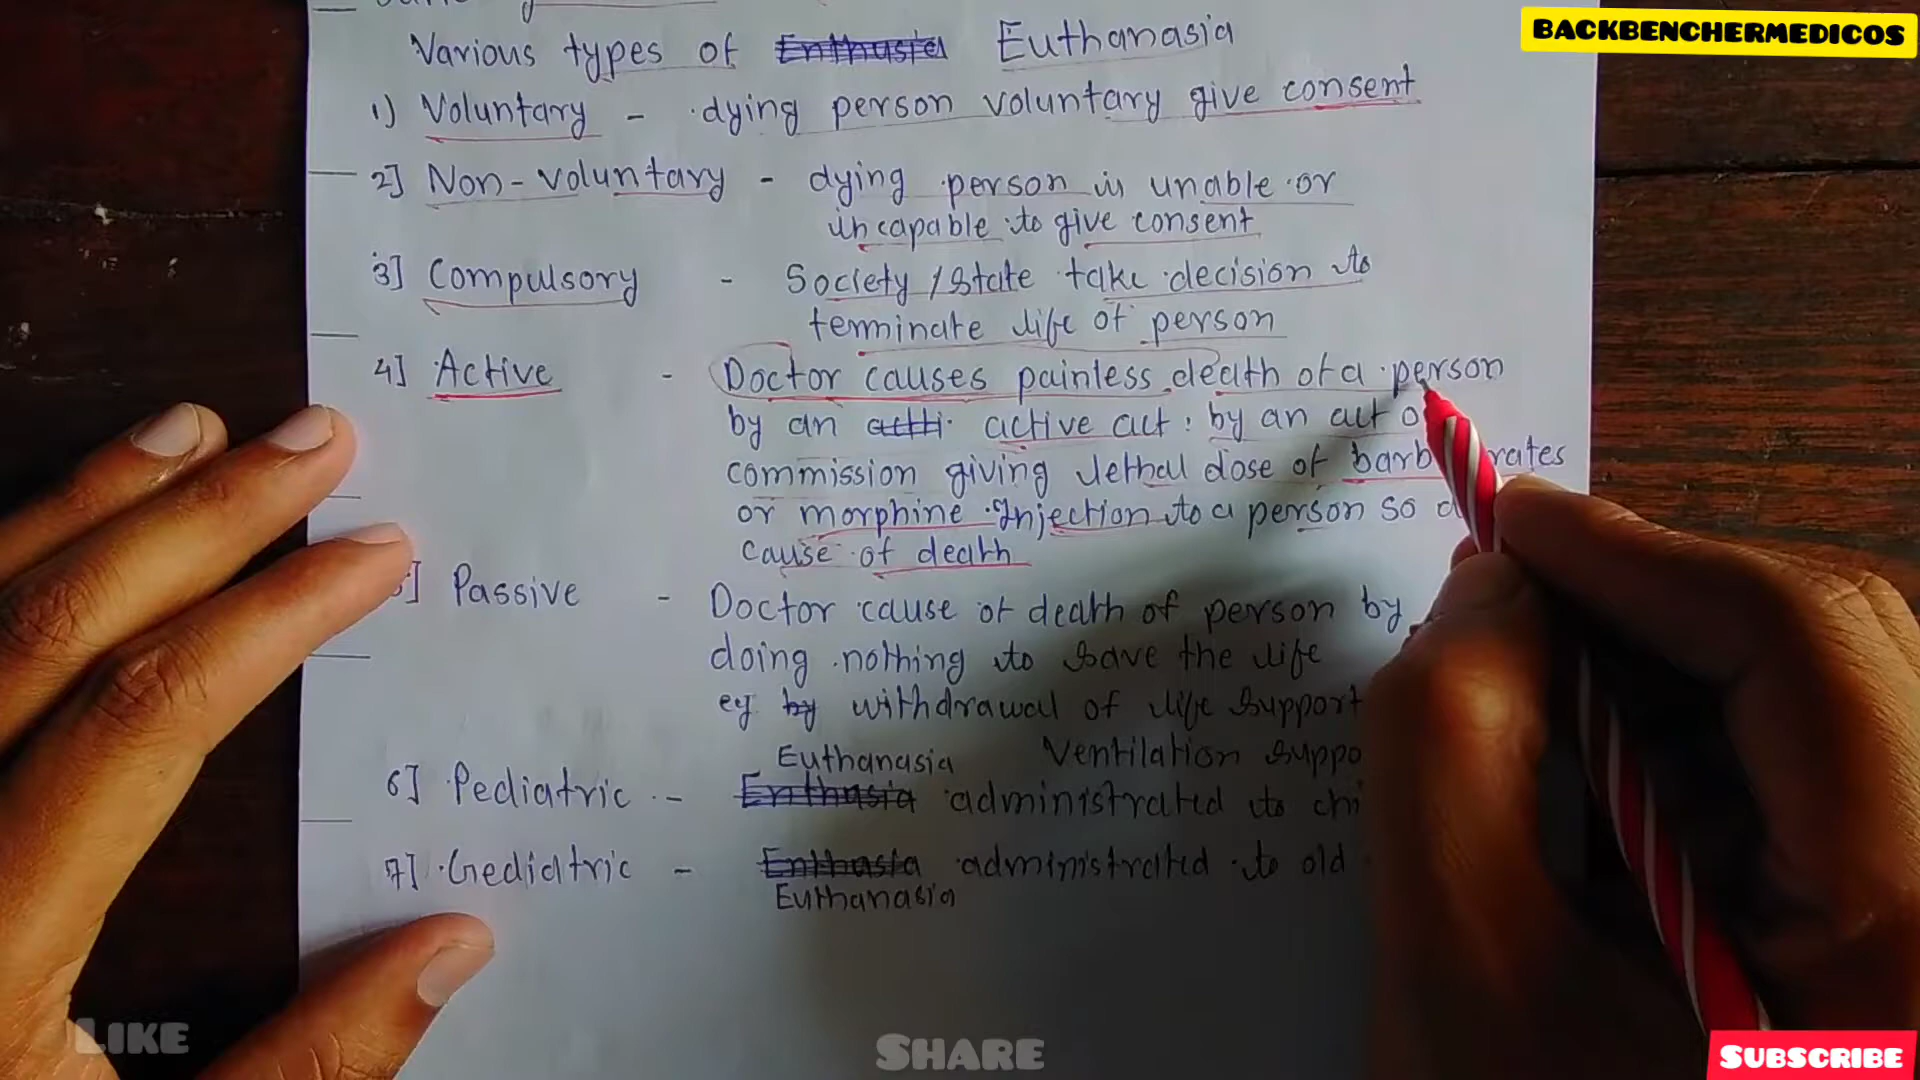 BACKBENCHERMEDICOS
Various types of Enthasia Euthanasia
1) Voluntary - dying person voluntary give consent
2] Non-voluntary - dying person is unable or
incapable to give consent
3] Compulsory - Society / State take decision to
terminate life of person
4] Active - Doctor causes painless death of a person
by an acti active act. by an act
commission giving lethal dose of
or morphine Injection to a person so
cause of death
5] Passive - Doctor cause of death of person by
doing nothing to save the life
eg by withdrawal of life support
Ventilation
6] Pediatric - Enthasia Euthanasia administrated to
7] Gediatric - Enthasia Euthanasia administrated to old
LIKE
SHARE
SUBSCRIBE